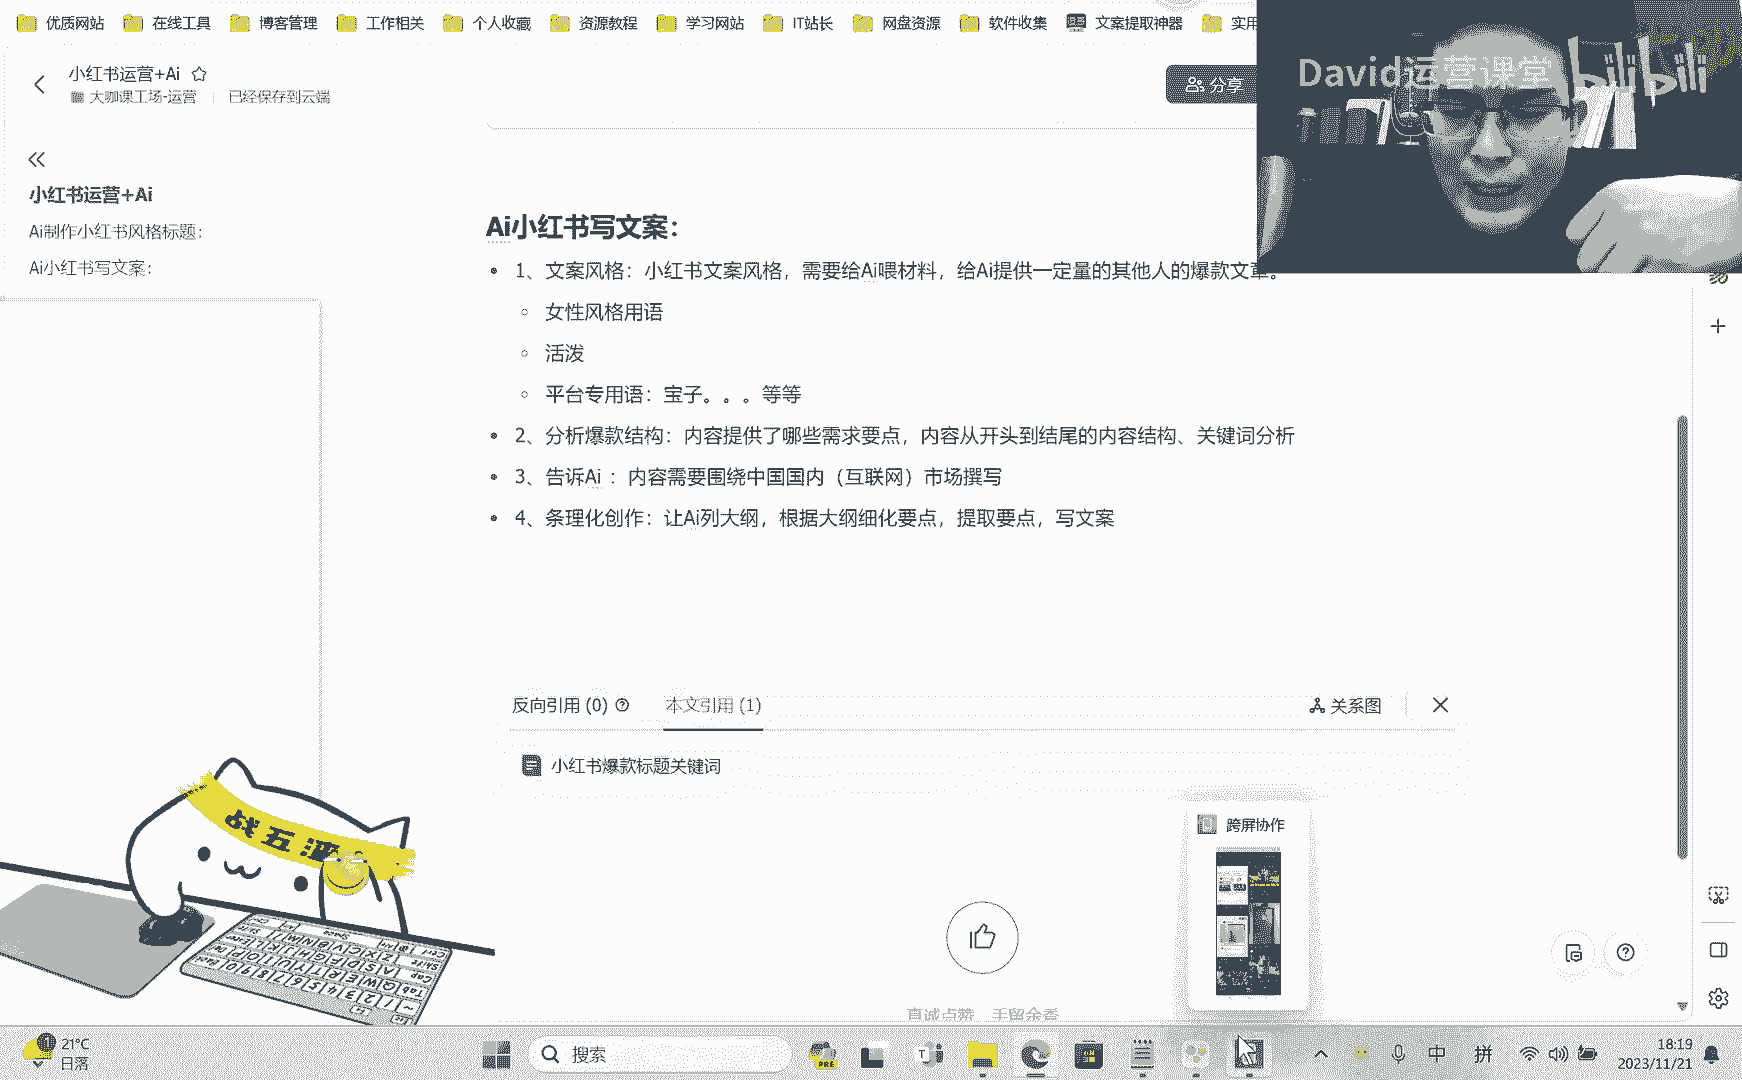 优质网站 在线工具 博客管理 工作相关 个人收藏 资源教程 学习网站 IT站长 网盘资源 软件收集 文案提取神器 实用
小红书运营+Ai
大咖课工场-运营 已经保存到云端
分享
David运营课堂 bilibili
小红书运营+Ai
Ai制作小红书风格标题:
Ai小红书写文案:
Ai小红书写文案:
1、文案风格：小红书文案风格，需要给Ai喂材料，给Ai提供一定量的其他人的爆款文章。
女性风格用语
活泼
平台专用语：宝子。。。等等
2、分析爆款结构：内容提供了哪些需求要点，内容从开头到结尾的内容结构、关键词分析
3、告诉Ai ：内容需要围绕中国国内（互联网）市场撰写
4、条理化创作：让Ai列大纲，根据大纲细化要点，提取要点，写文案
反向引用 (0) 本文引用 (1) 关系图
小红书爆款标题关键词
跨屏协作
战五渣
真诚点赞，手留余香
21°C
日落
搜索
PRE
中 拼
18:19
2023/11/21